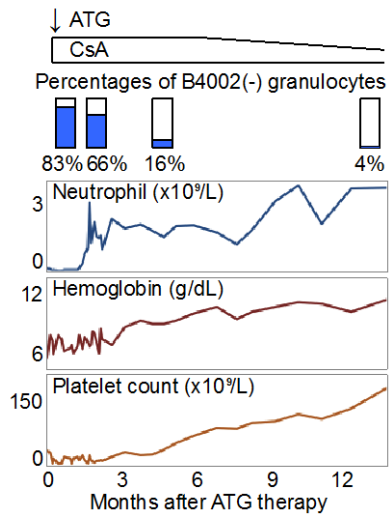 ↓ ATG
CsA
Percentages of B4002(-) granulocytes
83% 66% 16% 4%
Neutrophil (x10⁹/L)
3
0
Hemoglobin (g/dL)
12
6
Platelet count (x10⁹/L)
150
0
0 3 6 9 12
Months after ATG therapy